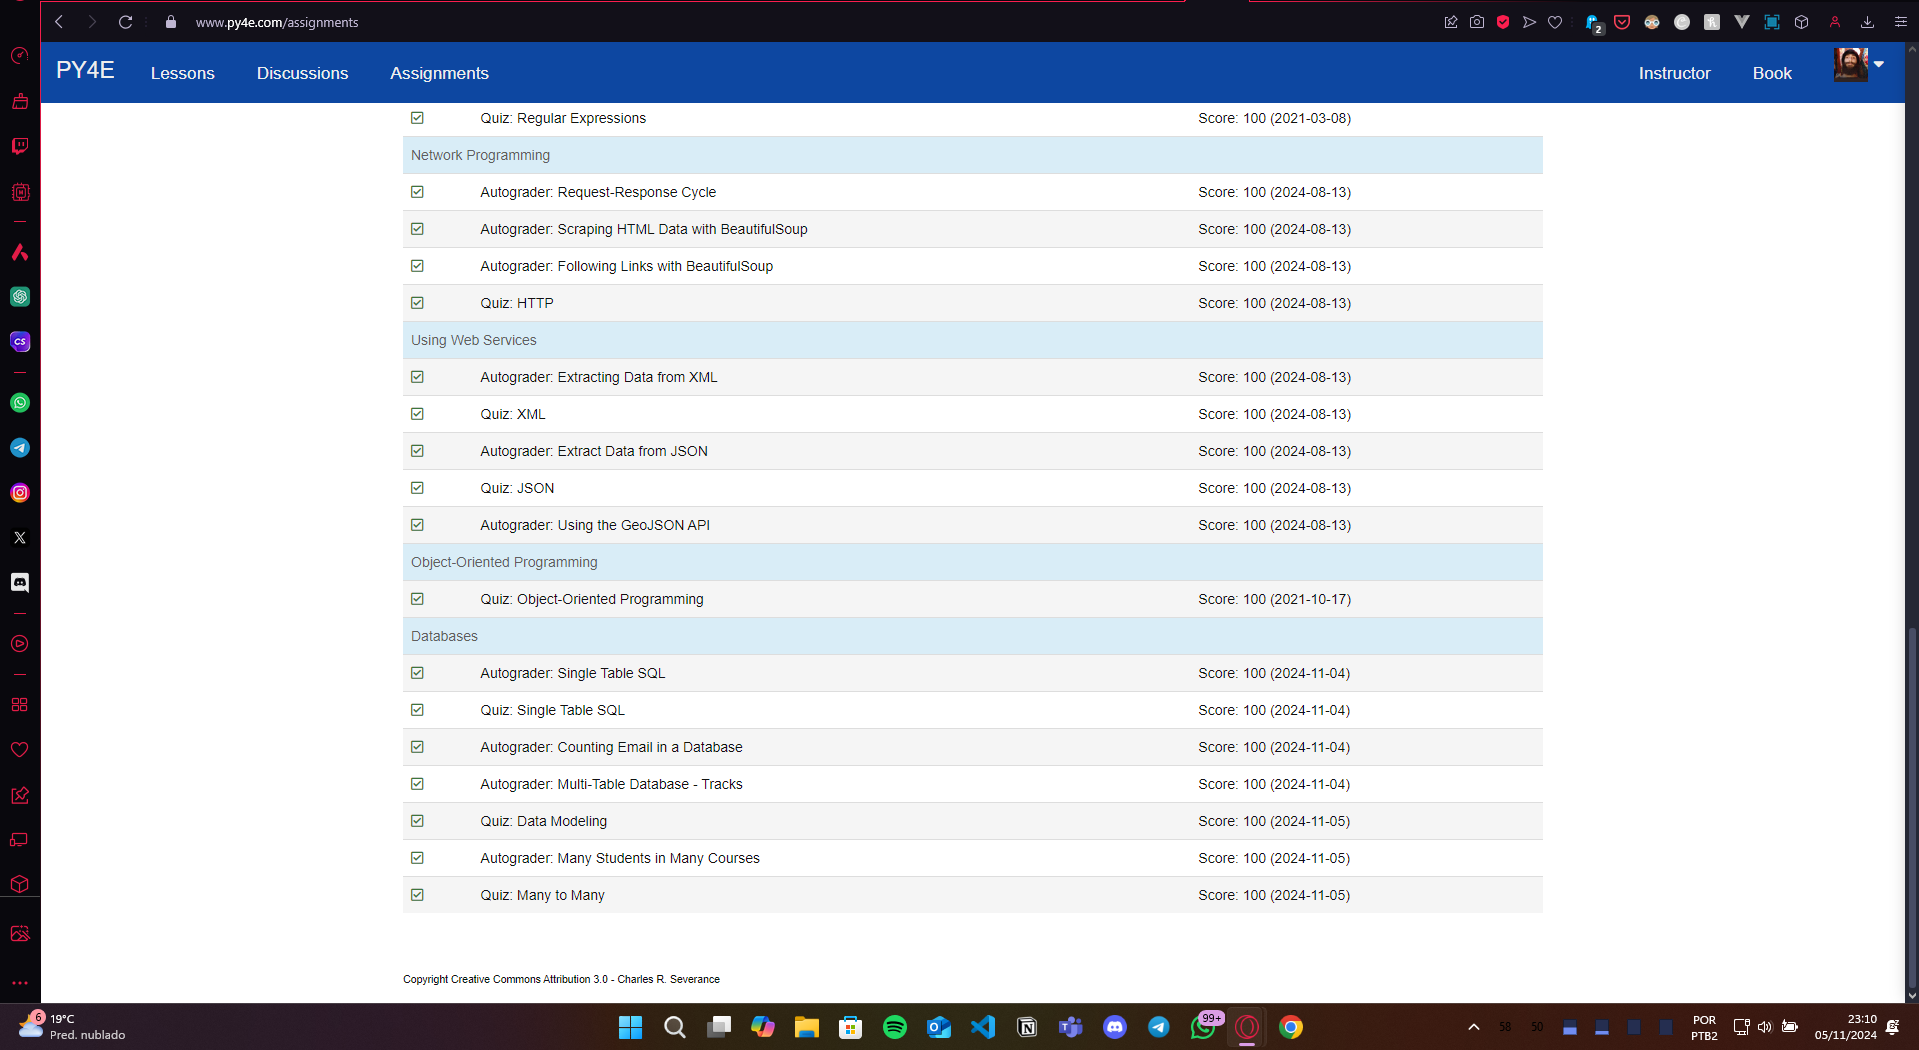 www.py4e.com/assignments
2
PY4E
Lessons
Discussions
Assignments
Instructor
Book
Quiz: Regular Expressions Score: 100 (2021-03-08)
Network Programming
Autograder: Request-Response Cycle Score: 100 (2024-08-13)
Autograder: Scraping HTML Data with BeautifulSoup Score: 100 (2024-08-13)
Autograder: Following Links with BeautifulSoup Score: 100 (2024-08-13)
Quiz: HTTP Score: 100 (2024-08-13)
Using Web Services
Autograder: Extracting Data from XML Score: 100 (2024-08-13)
Quiz: XML Score: 100 (2024-08-13)
Autograder: Extract Data from JSON Score: 100 (2024-08-13)
Quiz: JSON Score: 100 (2024-08-13)
Autograder: Using the GeoJSON API Score: 100 (2024-08-13)
Object-Oriented Programming
Quiz: Object-Oriented Programming Score: 100 (2021-10-17)
Databases
Autograder: Single Table SQL Score: 100 (2024-11-04)
Quiz: Single Table SQL Score: 100 (2024-11-04)
Autograder: Counting Email in a Database Score: 100 (2024-11-04)
Autograder: Multi-Table Database - Tracks Score: 100 (2024-11-04)
Quiz: Data Modeling Score: 100 (2024-11-05)
Autograder: Many Students in Many Courses Score: 100 (2024-11-05)
Quiz: Many to Many Score: 100 (2024-11-05)
Copyright Creative Commons Attribution 3.0 - Charles R. Severance
CS
6
19°C
Pred. nublado
99+
58
50
POR
PTB2
23:10
05/11/2024